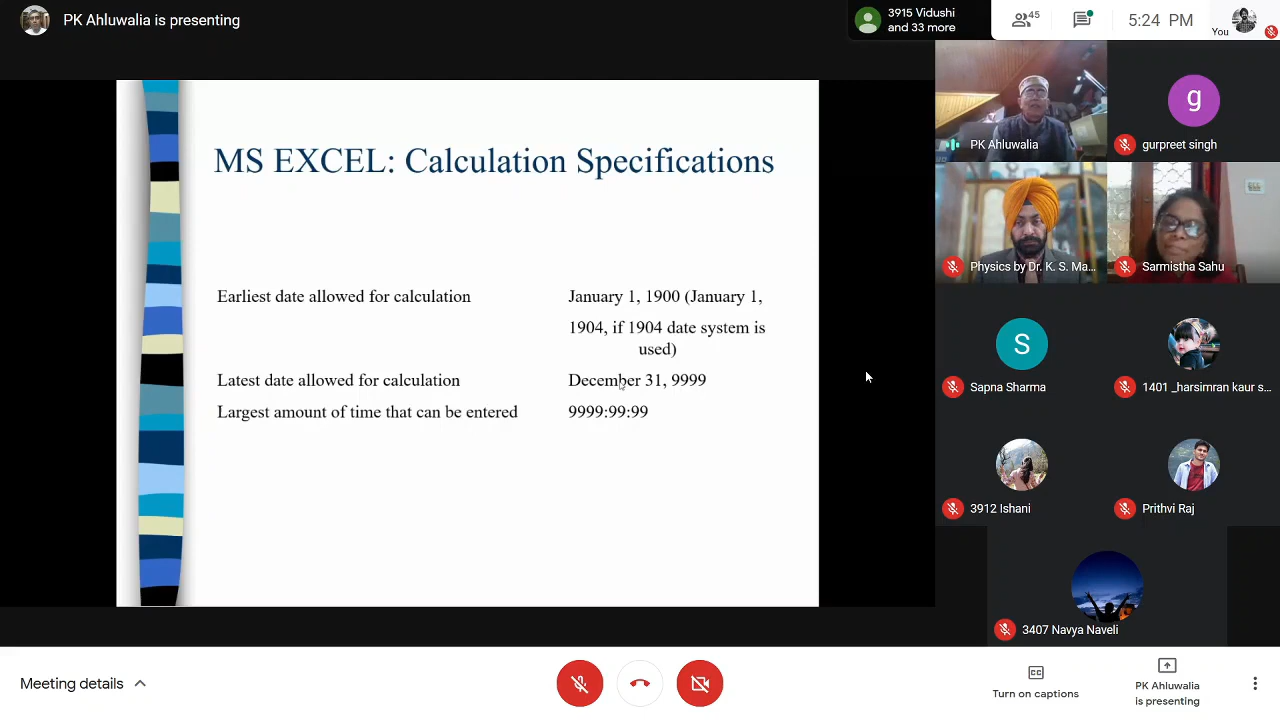 PK Ahluwalia is presenting
3915 Vidushi
and 33 more
45
5:24 PM
You
MS EXCEL: Calculation Specifications
Earliest date allowed for calculation
January 1, 1900 (January 1,
1904, if 1904 date system is
used)
Latest date allowed for calculation
December 31, 9999
Largest amount of time that can be entered
9999:99:99
PK Ahluwalia
g
gurpreet singh
Physics by Dr. K. S. Ma...
Sarmistha Sahu
S
Sapna Sharma
1401 _harsimran kaur s...
3912 Ishani
Prithvi Raj
3407 Navya Naveli
Meeting details
CC
Turn on captions
PK Ahluwalia
is presenting